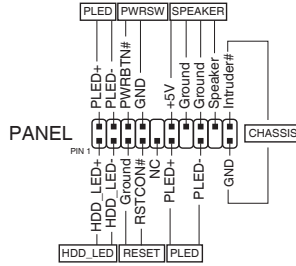 PLED PWRSW SPEAKER
PLED+
PLED-
PWRBTN#
GND
+5V
Ground
Ground
Speaker
Intruder#
PANEL
PIN 1
CHASSIS
HDD_LED+
HDD_LED-
Ground
RSTCON#
NC
PLED+
PLED-
GND
HDD_LED RESET PLED